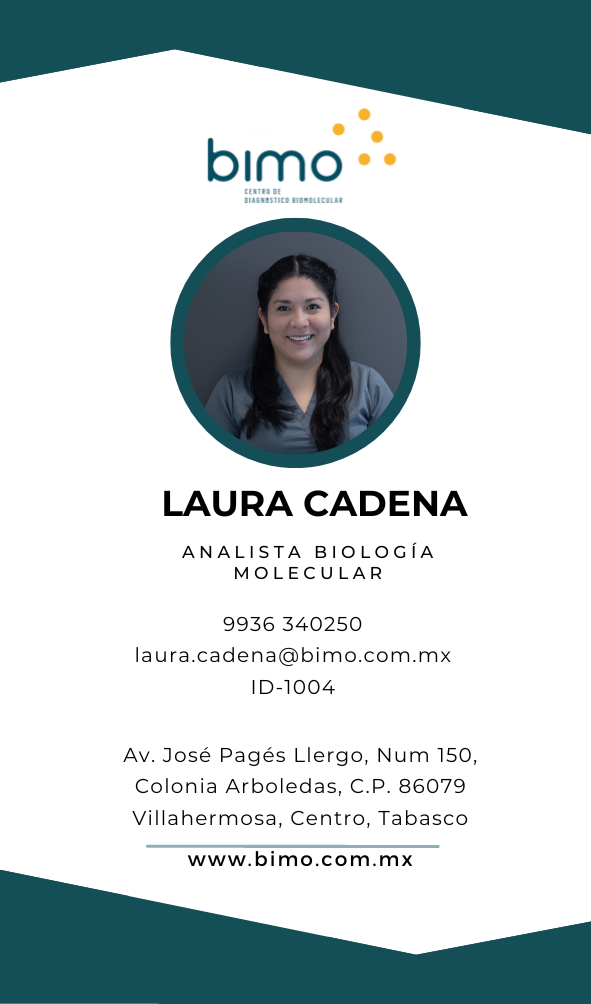 bimo
CENTRO DE
DIAGNÓSTICO BIOMOLECULAR
LAURA CADENA
ANALISTA BIOLOGÍA
MOLECULAR
9936 340250
laura.cadena@bimo.com.mx
ID-1004
Av. José Pagés Llergo, Num 150,
Colonia Arboledas, C.P. 86079
Villahermosa, Centro, Tabasco
www.bimo.com.mx